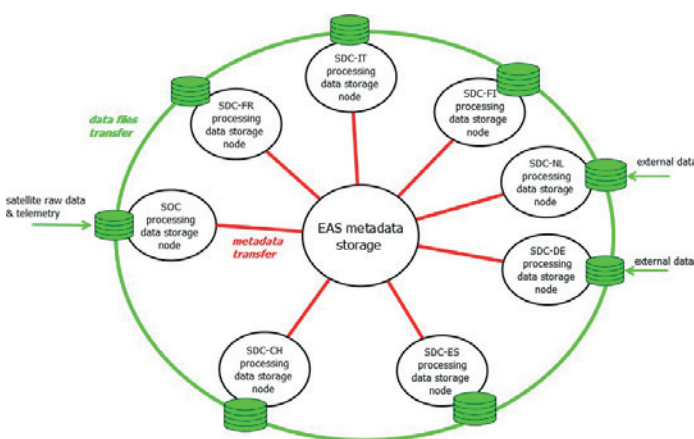 SDC-IT
processing
data storage
node
SDC-FR
processing
data storage
node
SDC-FI
processing
data storage
node
data files
transfer
SDC-NL
processing
data storage
node
external data
satellite raw data
& telemetry
SOC
processing
data storage
node
metadata
transfer
EAS metadata
storage
SDC-DE
processing
data storage
node
external data
SDC-CH
processing
data storage
node
SDC-ES
processing
data storage
node